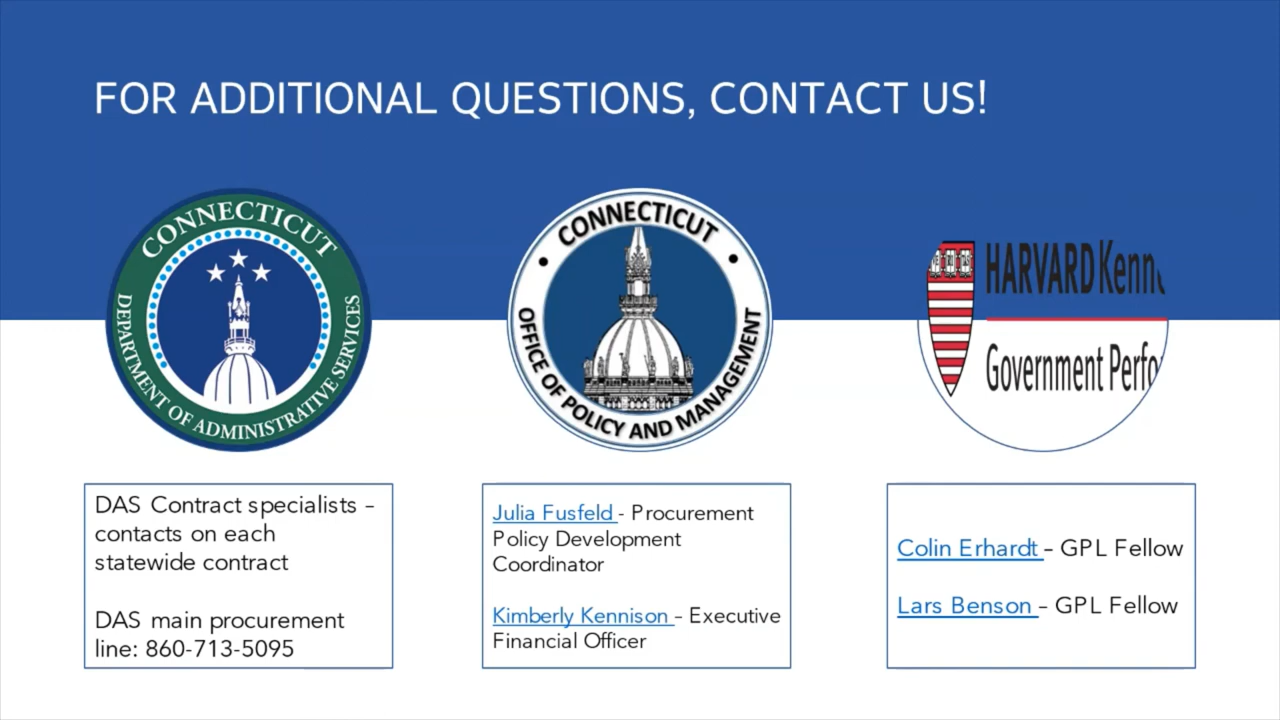 FOR ADDITIONAL QUESTIONS, CONTACT US!
CONNECTICUT
DEPARTMENT OF ADMINISTRATIVE SERVICES
CONNECTICUT
OFFICE OF POLICY AND MANAGEMENT
HARVARD Kenn
Government Perfo
DAS Contract specialists –
contacts on each
statewide contract
DAS main procurement
line: 860-713-5095
Julia Fusfeld - Procurement
Policy Development
Coordinator
Kimberly Kennison – Executive
Financial Officer
Colin Erhardt – GPL Fellow
Lars Benson – GPL Fellow